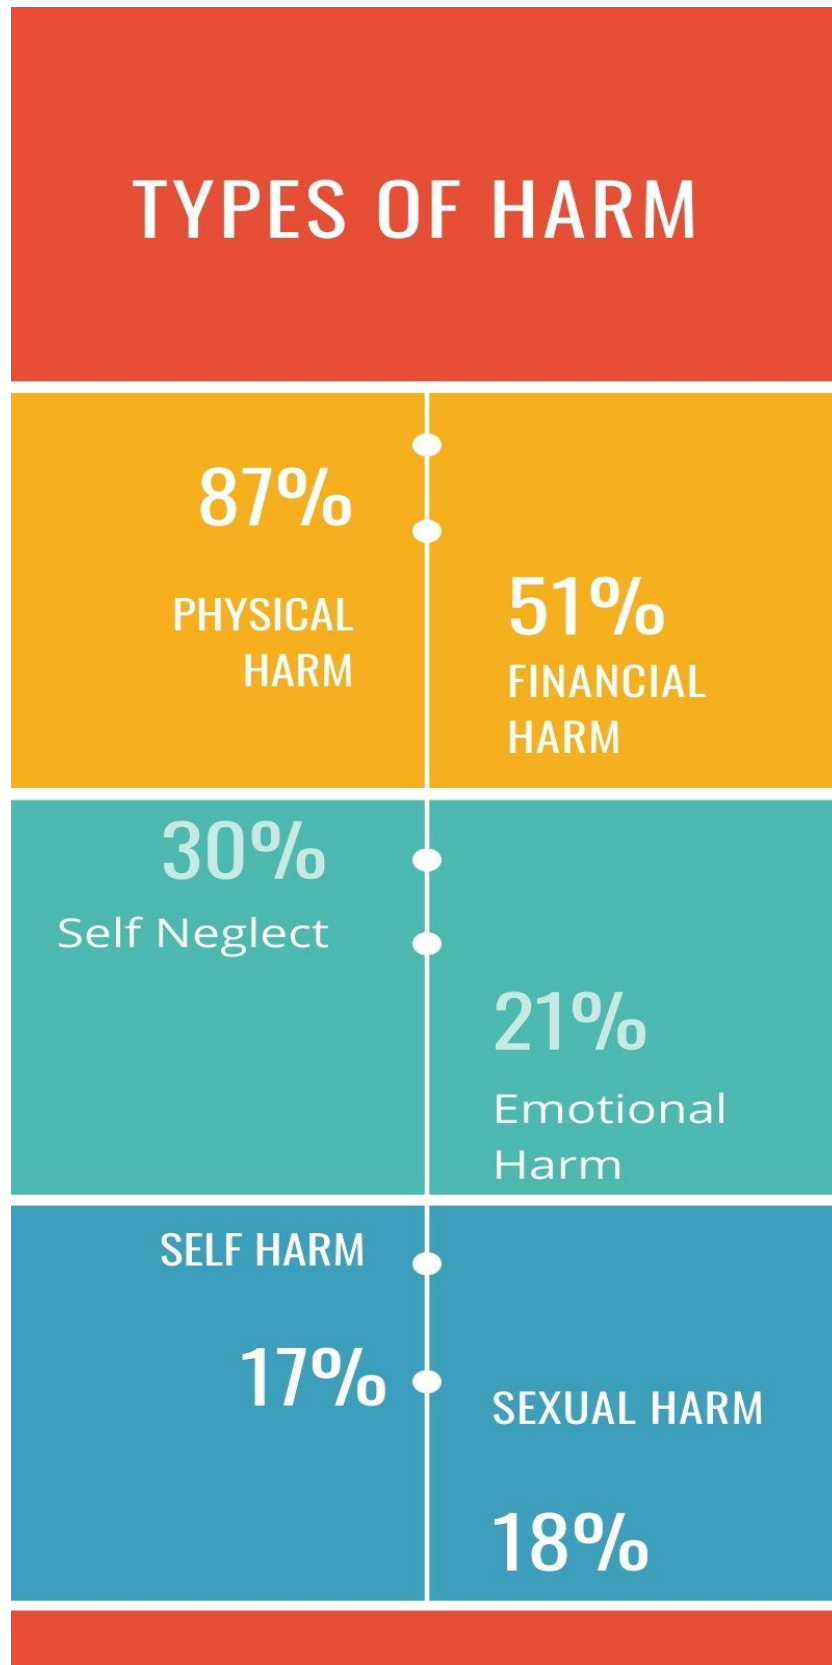 TYPES OF HARM
87%
PHYSICAL
HARM
51%
FINANCIAL
HARM
30%
Self Neglect
21%
Emotional
Harm
SELF HARM
17%
SEXUAL HARM
18%